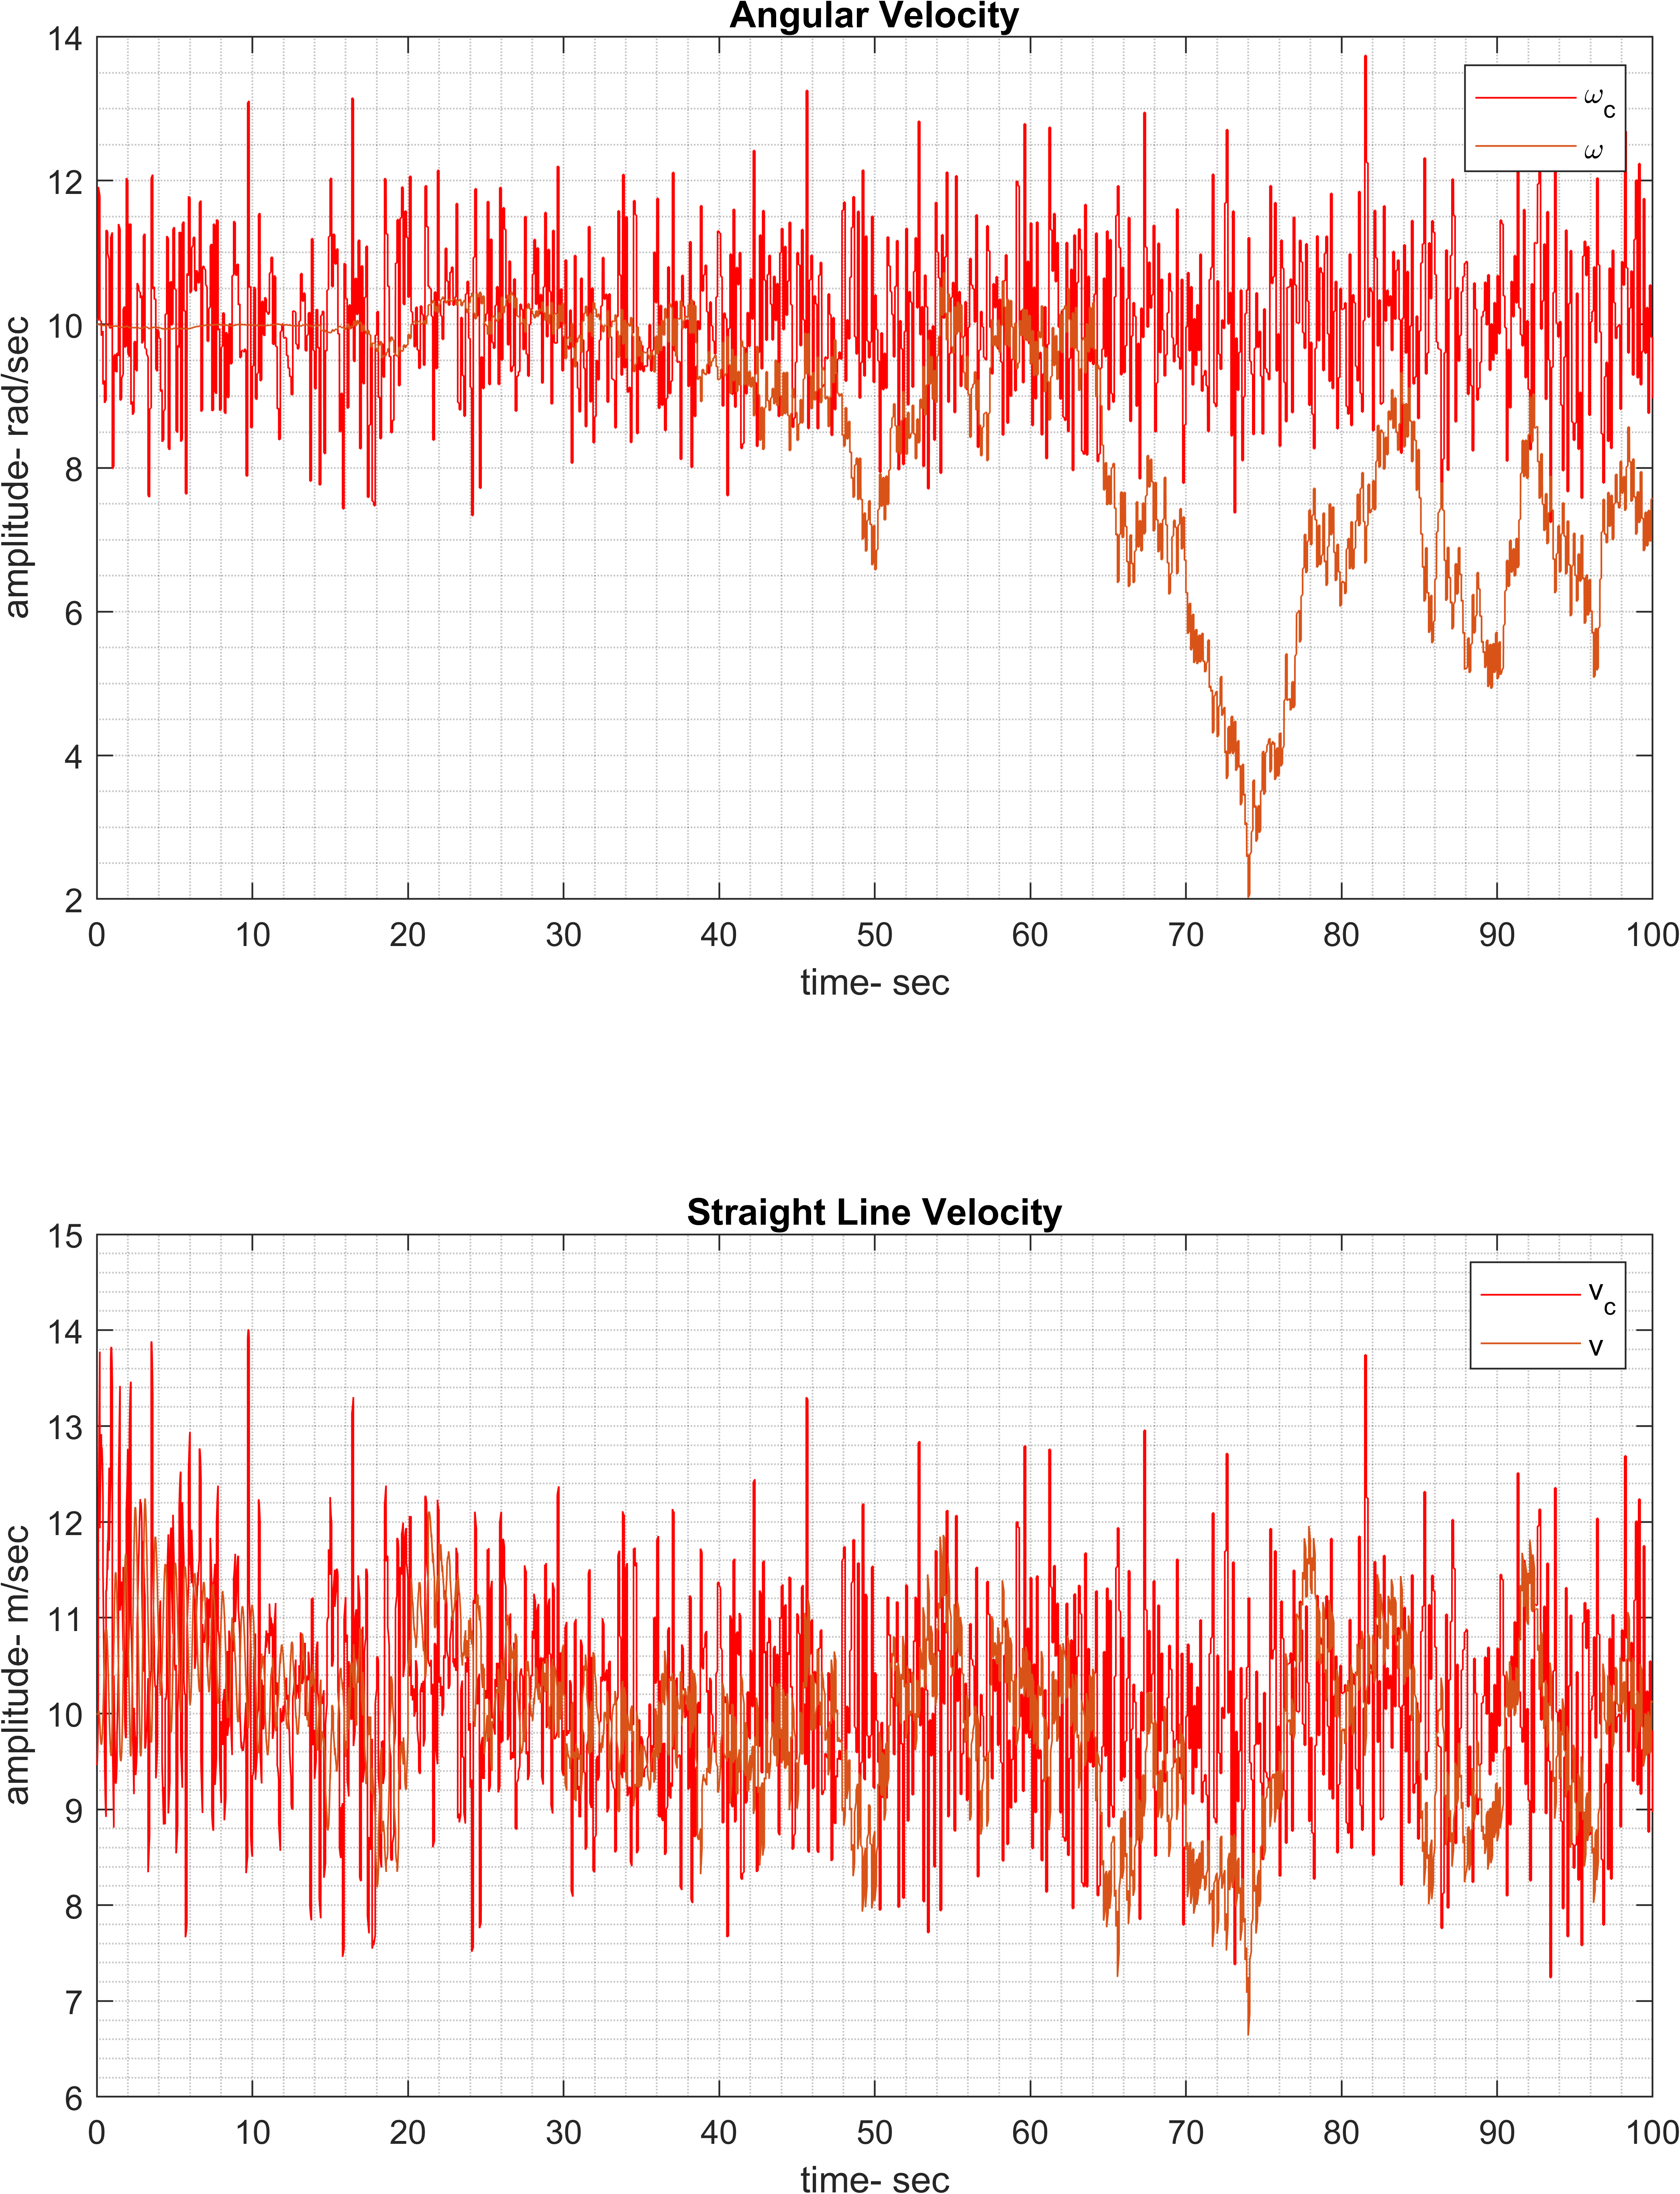 Angular Velocity
14
12
10
8
6
4
2
amplitude- rad/sec
ω_c
ω
0 10 20 30 40 50 60 70 80 90 100
time- sec
Straight Line Velocity
15
14
13
12
11
10
9
8
7
6
amplitude- m/sec
v_c
v
0 10 20 30 40 50 60 70 80 90 100
time- sec